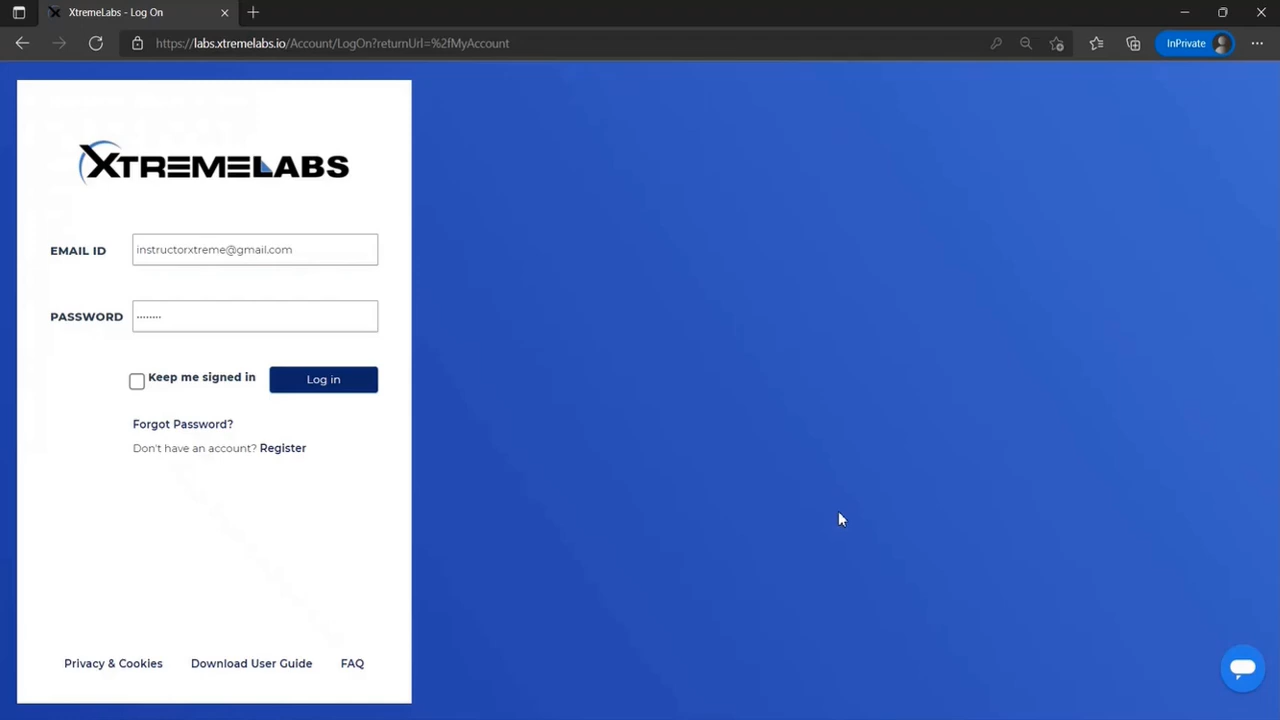 XtremeLabs - Log On
https://labs.xtremelabs.io/Account/LogOn?returnUrl=%2fMyAccount
InPrivate
XTREMELABS
EMAIL ID
instructorxtreme@gmail.com
PASSWORD
········
Keep me signed in
Log in
Forgot Password?
Don't have an account? Register
Privacy & Cookies
Download User Guide
FAQ